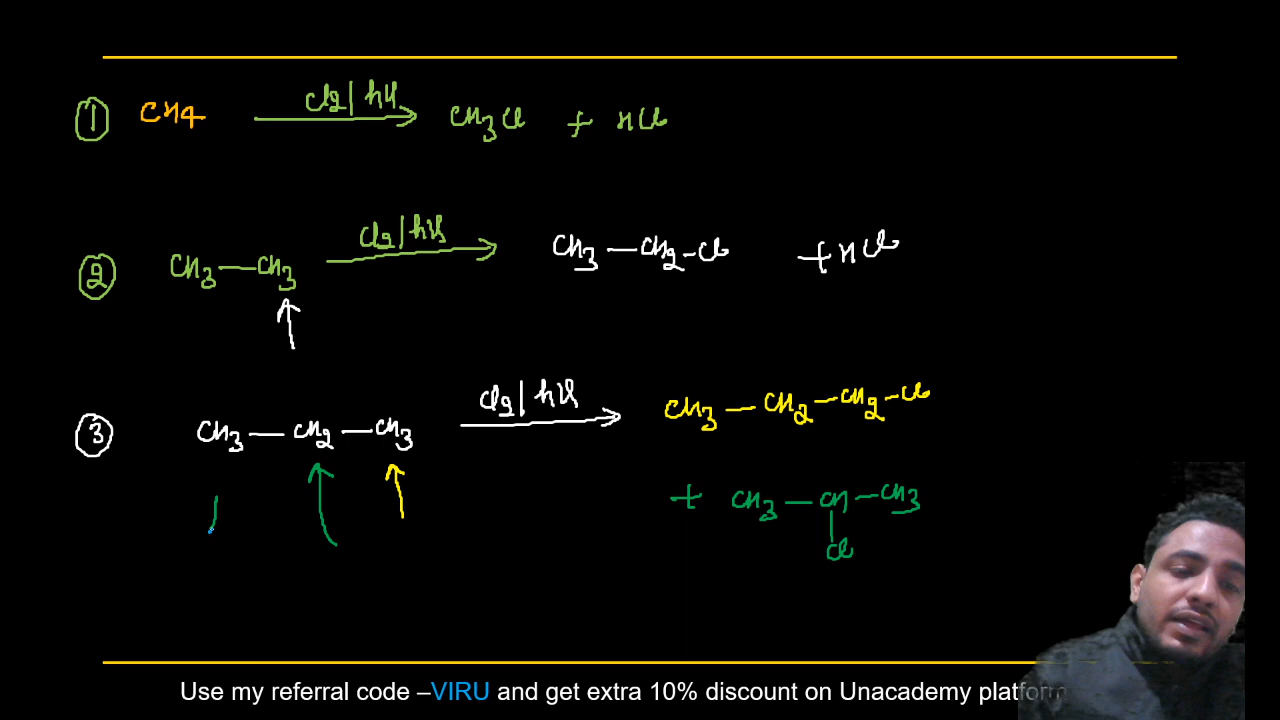 ① CH4 Cl2 | hν CH3Cl + HCl
② CH3 — CH3 Cl2 | hν CH3 — CH2 – Cl + HCl
③ CH3 — CH2 — CH3 Cl2 | hν CH3 — CH2 — CH2 – Cl
+ CH3 — CH — CH3
Cl
Use my referral code –VIRU and get extra 10% discount on Unacademy platform